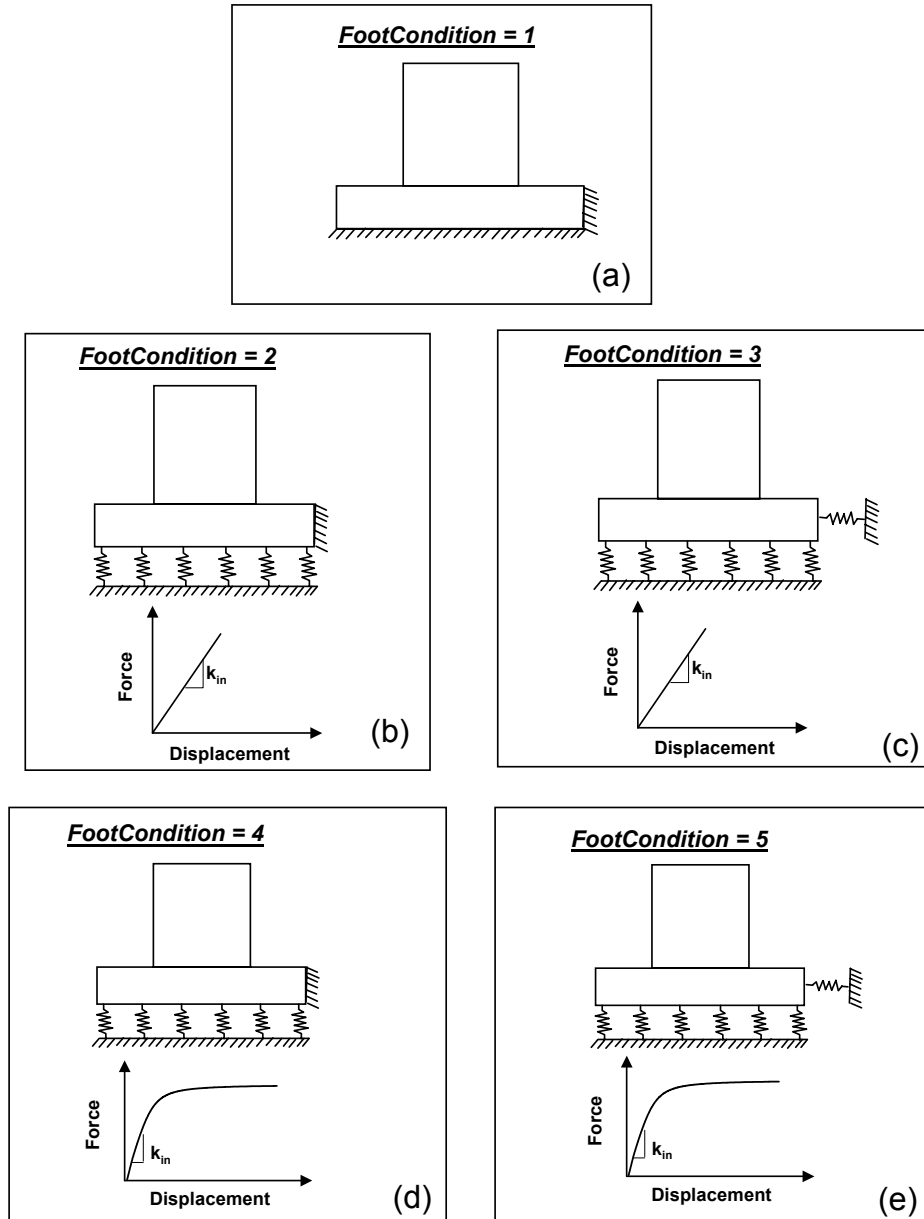 FootCondition = 1
(a)
FootCondition = 2
k_in
Force
Displacement
(b)
FootCondition = 3
k_in
Force
Displacement
(c)
FootCondition = 4
k_in
Force
Displacement
(d)
FootCondition = 5
k_in
Force
Displacement
(e)